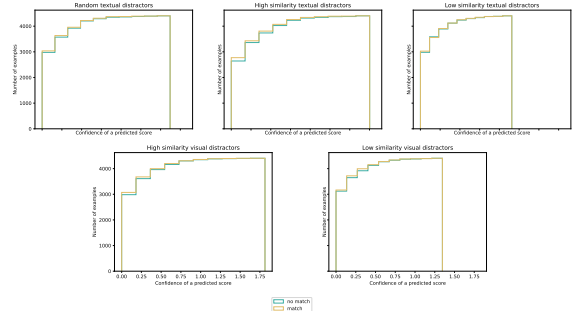 Random textual distractors
High similarity textual distractors
Low similarity textual distractors
Number of examples
4000
3000
2000
1000
0
Confidence of a predicted score
Number of examples
Confidence of a predicted score
Number of examples
Confidence of a predicted score
High similarity visual distractors
Low similarity visual distractors
Number of examples
4000
3000
2000
1000
0
0.00 0.25 0.50 0.75 1.00 1.25 1.50 1.75
Confidence of a predicted score
Number of examples
0.00 0.25 0.50 0.75 1.00 1.25 1.50 1.75
Confidence of a predicted score
no match
match